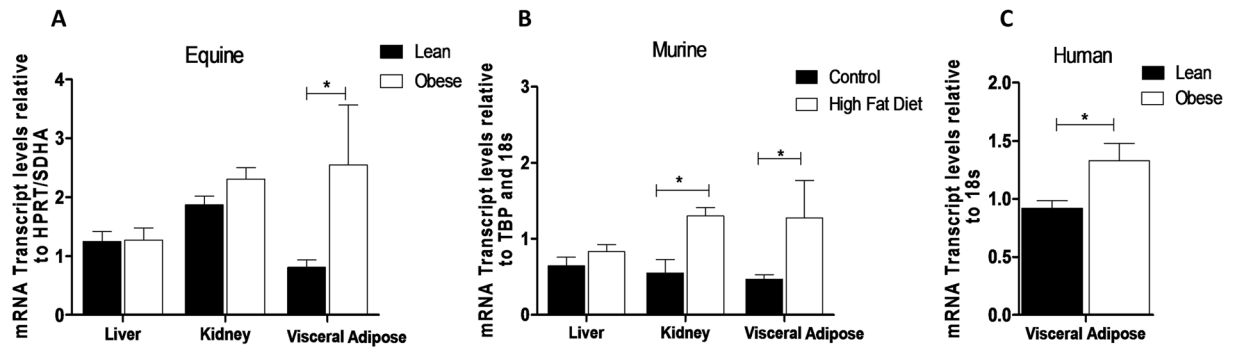 A
Equine
Lean
Obese
mRNA Transcript levels relative
to HPRT/SDHA
4
3
2
1
0
*
Liver
Kidney
Visceral Adipose
B
Murine
Control
High Fat Diet
mRNA Transcript levels relative
to TBP and 18s
3
2
1
0
*
*
Liver
Kidney
Visceral Adipose
C
Human
Lean
Obese
mRNA Transcript levels relative
to 18s
2.0
1.5
1.0
0.5
0.0
*
Visceral Adipose